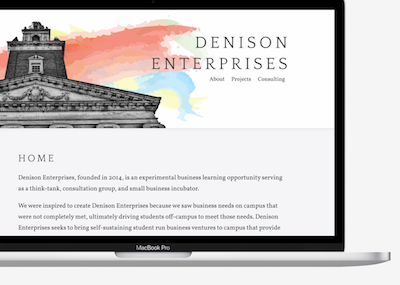 DENISON
ENTERPRISES
About Projects Consulting
HOME
Denison Enterprises, founded in 2014, is an experimental business learning opportunity serving
as a think-tank, consultation group, and small business incubator.
We were inspired to create Denison Enterprises because we saw business needs on campus that
were not completely met, ultimately driving students off-campus to meet those needs. Denison
Enterprises seeks to bring self-sustaining student run business ventures to campus that provide
MacBook Pro